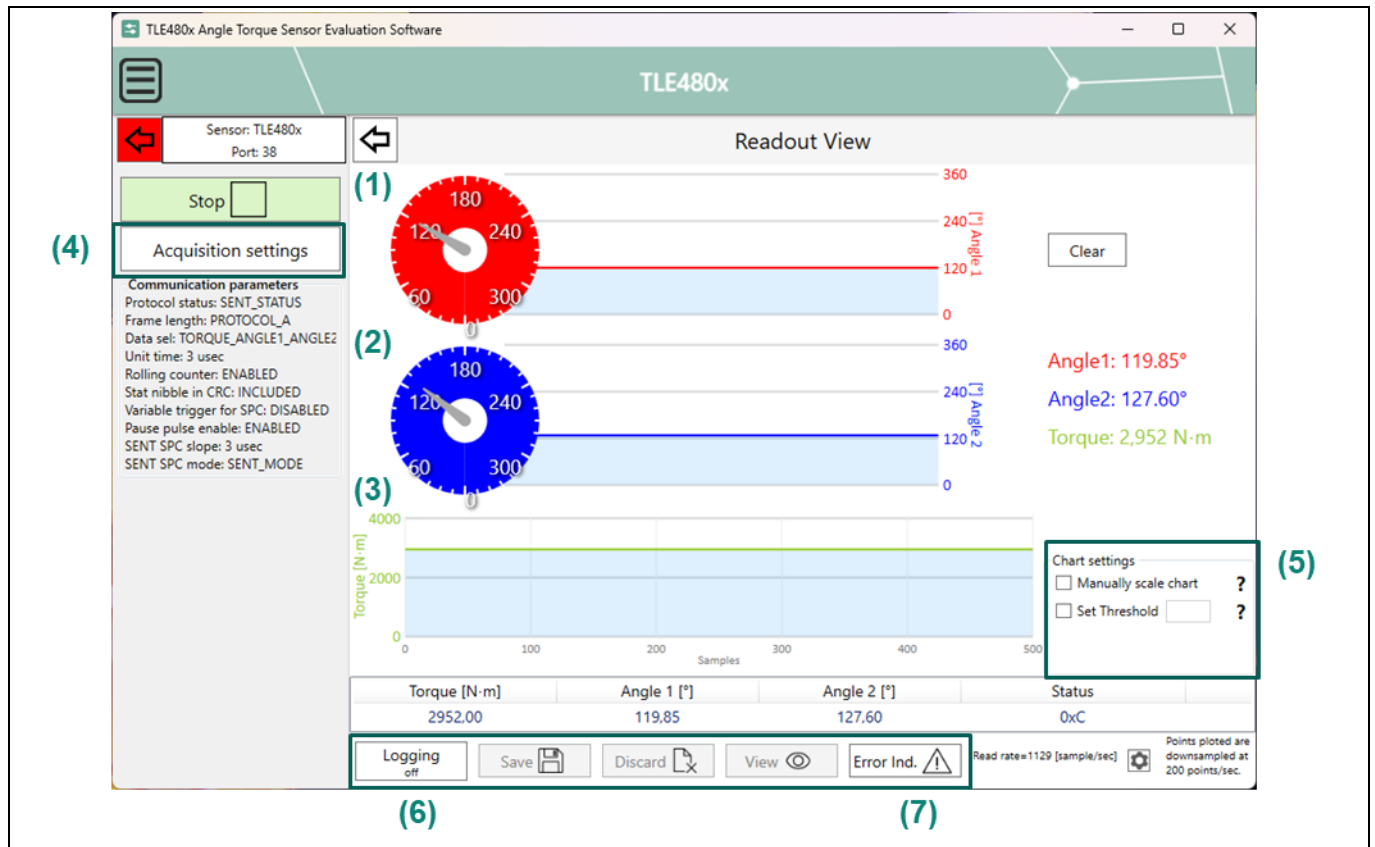 TLE480x Angle Torque Sensor Evaluation Software
TLE480x
Sensor: TLE480x
Port: 38
Readout View
Stop
(4)
Acquisition settings
Communication parameters
Protocol status: SENT_STATUS
Frame length: PROTOCOL_A
Data sel: TORQUE_ANGLE1_ANGLE2
Unit time: 3 usec
Rolling counter: ENABLED
Stat nibble in CRC: INCLUDED
Variable trigger for SPC: DISABLED
Pause pulse enable: ENABLED
SENT SPC slope: 3 usec
SENT SPC mode: SENT_MODE
(1)
180
120
240
60
300
0
360
240
120
0
[°] Angle 1
Clear
(2)
180
120
240
60
300
0
360
240
120
0
[°] Angle 2
Angle1: 119.85°
Angle2: 127.60°
Torque: 2,952 N·m
(3)
4000
2000
0
Torque [N·m]
0 100 200 300 400 500
Samples
Chart settings
Manually scale chart ?
Set Threshold ?
(5)
Torque [N·m] Angle 1 [°] Angle 2 [°] Status
2952,00 119,85 127,60 0xC
Logging
off
Save
Discard
View
Error Ind.
Read rate=1129 [sample/sec]
Points ploted are
downsampled at
200 points/sec.
(6)
(7)